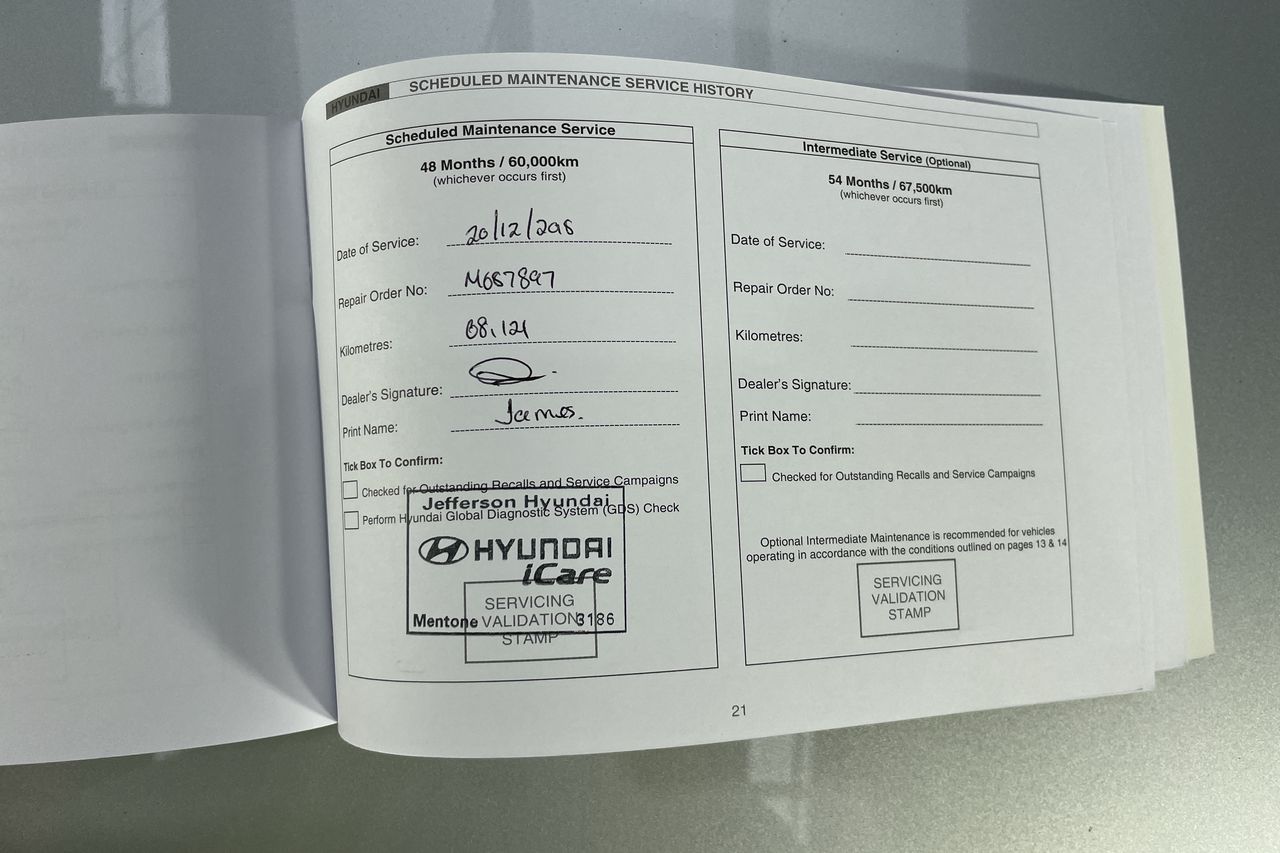 HYUNDAI SCHEDULED MAINTENANCE SERVICE HISTORY
Scheduled Maintenance Service
48 Months / 60,000km
(whichever occurs first)
Date of Service: 20/12/
Repair Order No: M087897
Kilometres:
Dealer's Signature:
Print Name: James.
Tick Box To Confirm:
Checked for Outstanding Recalls and Service Campaigns
Perform Hyundai Global Diagnostic System (GDS) Check
Jefferson Hyundai
HYUNDAI
iCare
Mentone 3186
SERVICING
VALIDATION
STAMP
Intermediate Service (Optional)
54 Months / 67,500km
(whichever occurs first)
Date of Service:
Repair Order No:
Kilometres:
Dealer's Signature:
Print Name:
Tick Box To Confirm:
Checked for Outstanding Recalls and Service Campaigns
Optional Intermediate Maintenance is recommended for vehicles
operating in accordance with the conditions outlined on pages 13 & 14
SERVICING
VALIDATION
STAMP
21